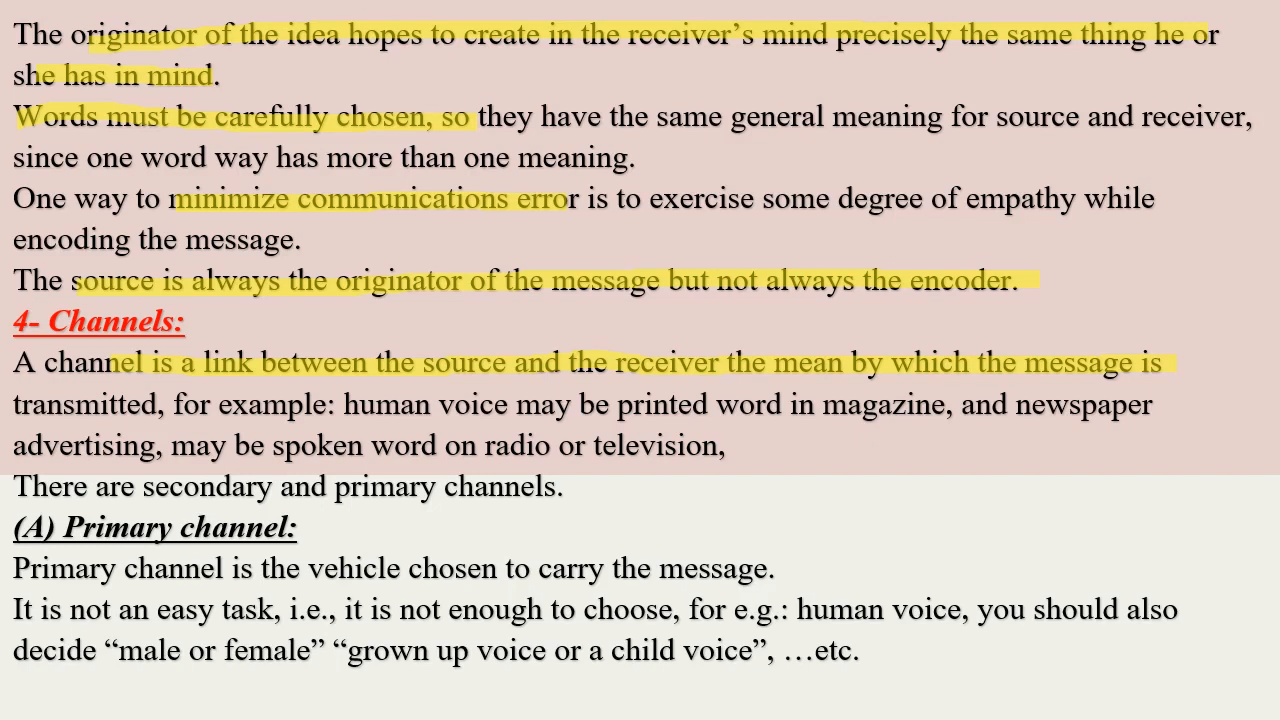 The originator of the idea hopes to create in the receiver’s mind precisely the same thing he or
she has in mind.
Words must be carefully chosen, so they have the same general meaning for source and receiver,
since one word way has more than one meaning.
One way to minimize communications error is to exercise some degree of empathy while
encoding the message.
The source is always the originator of the message but not always the encoder.
4- Channels:
A channel is a link between the source and the receiver the mean by which the message is
transmitted, for example: human voice may be printed word in magazine, and newspaper
advertising, may be spoken word on radio or television,
There are secondary and primary channels.
(A) Primary channel:
Primary channel is the vehicle chosen to carry the message.
It is not an easy task, i.e., it is not enough to choose, for e.g.: human voice, you should also
decide “male or female” “grown up voice or a child voice”, …etc.